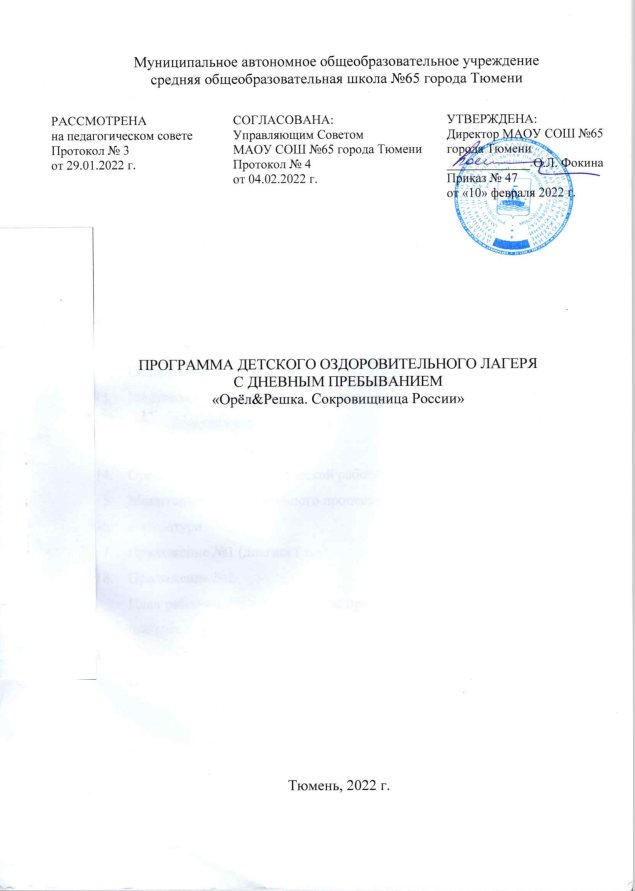 Муниципальное автономное общеобразовательное учреждение
средняя общеобразовательная школа №65 города Тюмени
РАССМОТРЕНА
на педагогическом совете
Протокол № 3
от 29.01.2022 г.
СОГЛАСОВАНА:
Управляющим Советом
МАОУ СОШ №65 города Тюмени
Протокол № 4
от 04.02.2022 г.
УТВЕРЖДЕНА:
Директор МАОУ СОШ №65
города Тюмени
О.Л. Фокина
Приказ № 47
от «10» февраля 2022 г.
ПРОГРАММА ДЕТСКОГО ОЗДОРОВИТЕЛЬНОГО ЛАГЕРЯ
С ДНЕВНЫМ ПРЕБЫВАНИЕМ
«Орёл&Решка. Сокровищница России»
Тюмень, 2022 г.